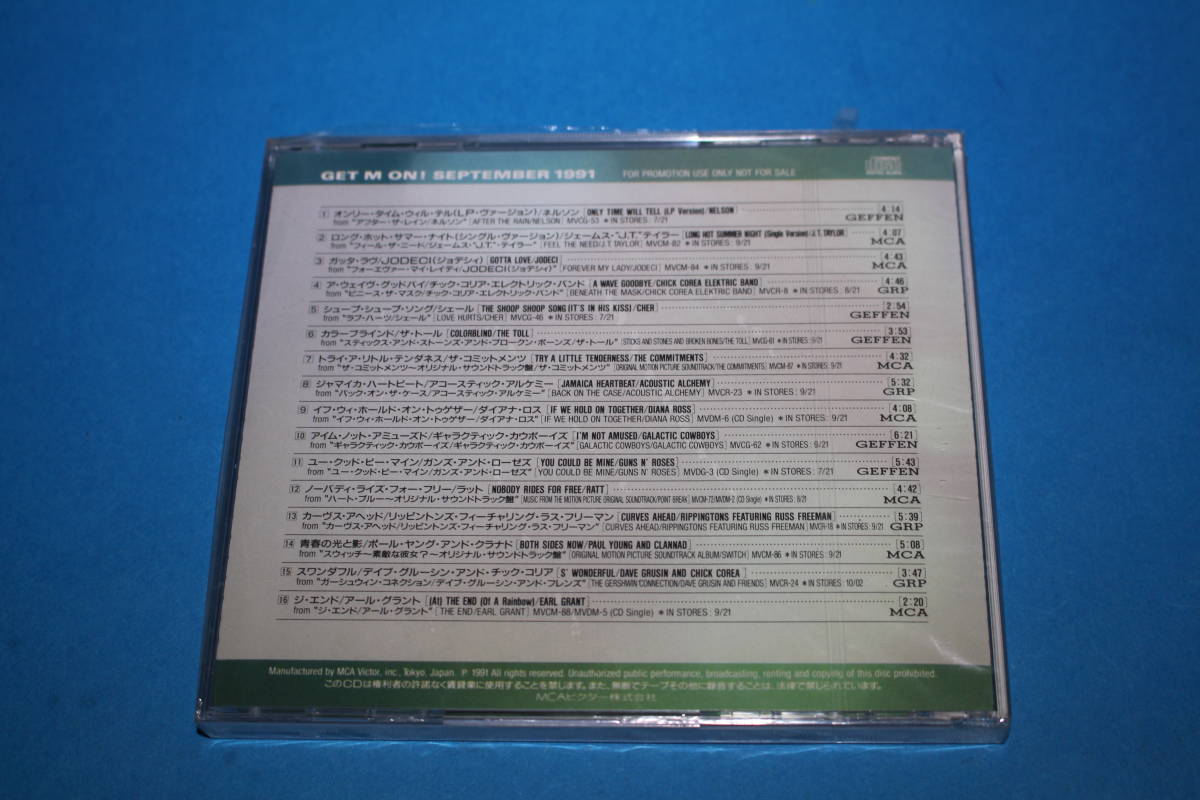 GET M ON! SEPTEMBER 1991 FOR PROMOTION USE ONLY NOT FOR SALE
1 オンリー・タイム・ウィル・テル(LP・ヴァージョン)/ネルソン [ONLY TIME WILL TELL (LP Version)/NELSON [4:14]
from "アフター・ザ・レイン/ネルソン" [AFTER THE RAIN/NELSON] MVCG-53 *IN STORES: 7/21 GEFFEN
2 ロング・ホット・サマー・ナイト(シングル・ヴァージョン)/ジェームス・"J.T."テイラー [LONG HOT SUMMER NIGHT (Single Version)/J.T. TAYLOR [4:07]
from "フィール・ザ・ニード/ジェームス・"J.T."・テイラー" [FEEL THE NEED/J.T. TAYLOR] MVCM-82 *IN STORES: 9/21 MCA
3 ガッタ・ラヴ/JODECI(ジョデシィ) [GOTTA LOVE/JODECI] [4:43]
from "フォーエヴァー・マイ・レイディ/JODECI(ジョデシィ)" [FOREVER MY LADY/JODECI] MVCM-84 *IN STORES: 9/21 MCA
4 ア・ウェイヴ・グッドバイ/チック・コリア・エレクトリック・バンド [A WAVE GOODBYE/CHICK COREA ELEKTRIC BAND] [4:46]
from "ビニース・ザ・マスク/チック・コリア・エレクトリック・バンド" [BENEATH THE MASK/CHICK COREA ELEKTRIC BAND] MVCR-8 *IN STORES: 8/21 GRP
5 シュープ・シュープ・ソング/シェール [THE SHOOP SHOOP SONG (IT'S IN HIS KISS)/CHER] [2:54]
from "ラブ・ハーツ/シェール" [LOVE HURTS/CHER] MVCG-46 *IN STORES: 7/21 GEFFEN
6 カラーブラインド/ザ・トール [COLORBLIND/THE TOLL] [3:53]
from "スティックス・アンド・ストーンズ・アンド・ブロークン・ボーンズ/ザ・トール" [STICKS AND STONES AND BROKEN BONES/THE TOLL] MVCG-61 *IN STORES: 9/21 GEFFEN
7 トライ・ア・リトル・テンダネス/ザ・コミットメンツ [TRY A LITTLE TENDERNESS/THE COMMITMENTS] [4:32]
from "ザ・コミットメンツ〜オリジナル・サウンドトラック盤/ザ・コミットメンツ" [ORIGINAL MOTION PICTURE SOUNDTRACK/THE COMMITMENTS] MVCM-87 *IN STORES: 9/21 MCA
8 ジャマイカ・ハートビート/アコースティック・アルケミー [JAMAICA HEARTBEAT/ACOUSTIC ALCHEMY] [5:32]
from "バック・オン・ザ・ケース/アコースティック・アルケミー" [BACK ON THE CASE/ACOUSTIC ALCHEMY] MVCR-23 *IN STORES: 9/21 GRP
9 イフ・ウィ・ホールド・オン・トゥゲザー/ダイアナ・ロス [IF WE HOLD ON TOGETHER/DIANA ROSS] [4:08]
from "イフ・ウィ・ホールド・オン・トゥゲザー/ダイアナ・ロス" [IF WE HOLD ON TOGETHER/DIANA ROSS] MVDM-6 (CD Single) *IN STORES: 9/21 MCA
10 アイム・ノット・アミューズド/ギャラクティック・カウボーイズ [I'M NOT AMUSED/GALACTIC COWBOYS] [6:21]
from "ギャラクティック・カウボーイズ/ギャラクティック・カウボーイズ" [GALACTIC COWBOYS/GALACTIC COWBOYS] MVCG-62 *IN STORES: 9/21 GEFFEN
11 ユー・クッド・ビー・マイン/ガンズ・アンド・ローゼズ [YOU COULD BE MINE/GUNS N' ROSES] [5:43]
from "ユー・クッド・ビー・マイン/ガンズ・アンド・ローゼズ" [YOU COULD BE MINE/GUNS N' ROSES] MVDG-3 (CD Single) *IN STORES: 7/21 GEFFEN
12 ノーバディ・ライズ・フォー・フリー/ラット [NOBODY RIDES FOR FREE/RATT] [4:42]
from "ハート・ブルー〜オリジナル・サウンドトラック盤" [MUSIC FROM THE MOTION PICTURE ORIGINAL SOUNDTRACK/POINT BREAK] MVCM-72/MVDM-2 (CD Single) *IN STORES: 8/21 MCA
13 カーヴス・アヘッド/リッピントンズ・フィーチャリング・ラス・フリーマン [CURVES AHEAD/RIPPINGTONS FEATURING RUSS FREEMAN] [5:39]
from "カーヴス・アヘッド/リッピントンズ・フィーチャリング・ラス・フリーマン" [CURVES AHEAD/RIPPINGTONS FEATURING RUSS FREEMAN] MVCR-18 *IN STORES: 9/21 GRP
14 青春の光と影/ポール・ヤング・アンド・クラナド [BOTH SIDES NOW/PAUL YOUNG AND CLANNAD] [5:08]
from "スウィッチ〜素敵な彼女?〜オリジナル・サウンドトラック盤" [ORIGINAL MOTION PICTURE SOUNDTRACK ALBUM/SWITCH] MVCM-86 *IN STORES: 9/21 MCA
15 スワンダフル/デイブ・グルーシン・アンド・チック・コリア [S' WONDERFUL/DAVE GRUSIN AND CHICK COREA] [3:47]
from "ガーシュウィン・コネクション/デイブ・グルーシン・アンド・フレンズ" [THE GERSHWIN CONNECTION/DAVE GRUSIN AND FRIENDS] MVCR-24 *IN STORES: 10/02 GRP
16 ジ・エンド/アール・グラント [(At) THE END (Of A Rainbow)/EARL GRANT] [2:20]
from "ジ・エンド/アール・グラント" [THE END/EARL GRANT] MVCM-88/MVDM-5 (CD Single) *IN STORES: 9/21 MCA
Manufactured by MCA Victor, inc., Tokyo, Japan. P 1991 All rights reserved. Unauthorized public performance, broadcasting, renting and copying of this disc prohibited.
このCDは権利者の許諾なく賃貸業に使用することを禁じます。また、無断でテープその他に録音することは、法律で禁じられています。
MCAビクター株式会社